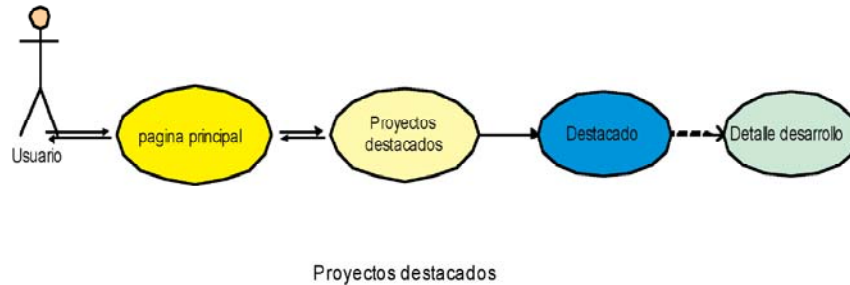 Usuario
pagina principal
Proyectos
destacados
Destacado
Detalle desarrollo
Proyectos destacados